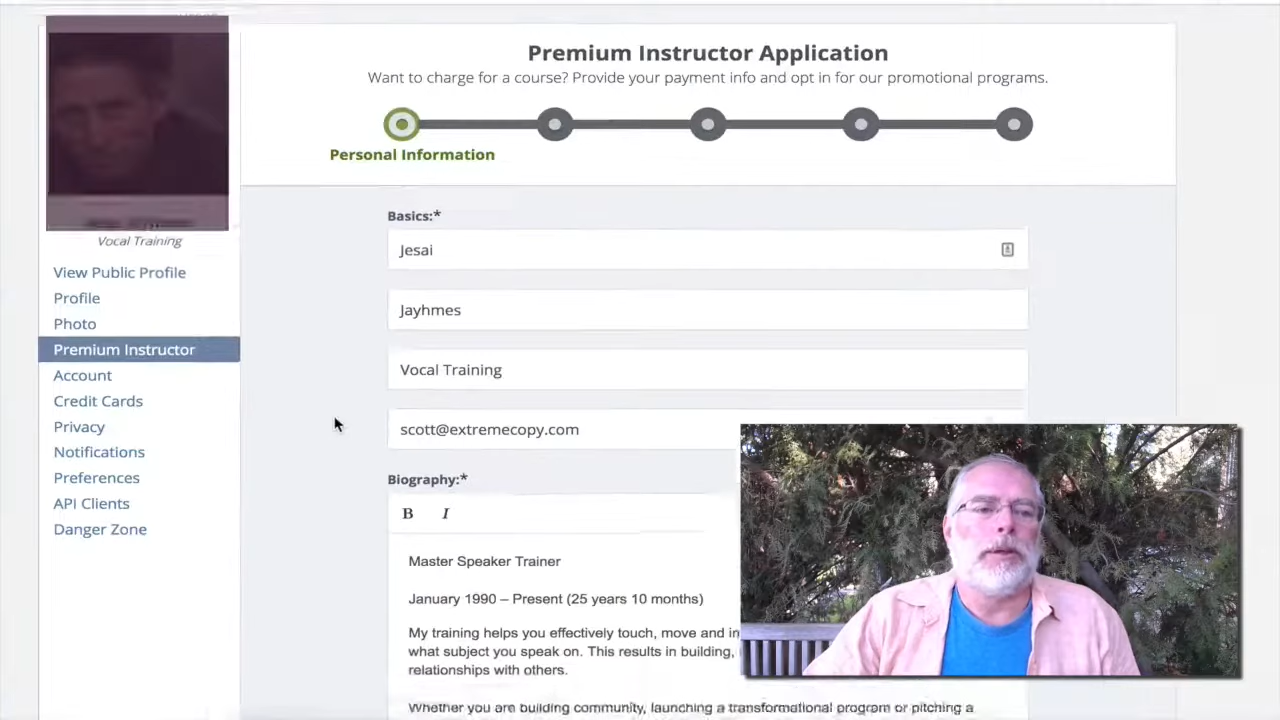 Premium Instructor Application
Want to charge for a course? Provide your payment info and opt in for our promotional programs.
Personal Information
Vocal Training
View Public Profile
Profile
Photo
Premium Instructor
Account
Credit Cards
Privacy
Notifications
Preferences
API Clients
Danger Zone
Basics:*
Jesai
Jayhmes
Vocal Training
scott@extremecopy.com
Biography:*
B I
Master Speaker Trainer
January 1990 – Present (25 years 10 months)
My training helps you effectively touch, move and in
what subject you speak on. This results in building,
relationships with others.
Whether you are building community, launching a transformational program or pitching a